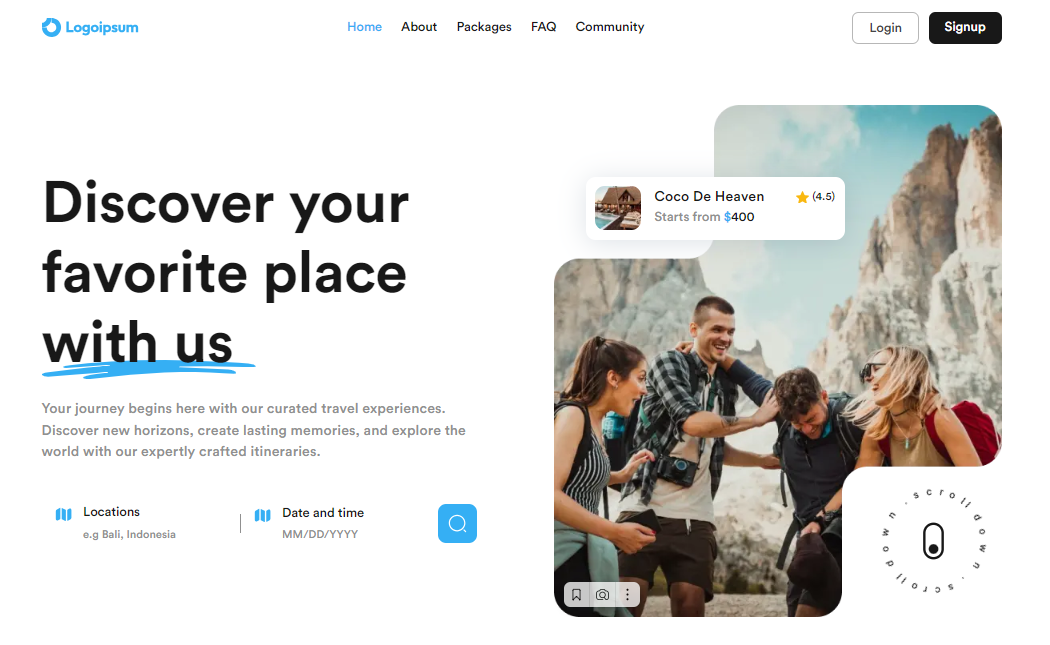 Logoipsum
Home
About
Packages
FAQ
Community
Login
Signup
Discover your
favorite place
with us
Your journey begins here with our curated travel experiences.
Discover new horizons, create lasting memories, and explore the
world with our expertly crafted itineraries.
Locations
e.g Bali, Indonesia
Date and time
MM/DD/YYYY
Coco De Heaven
(4.5)
Starts from $400
scroll down · scroll down ·